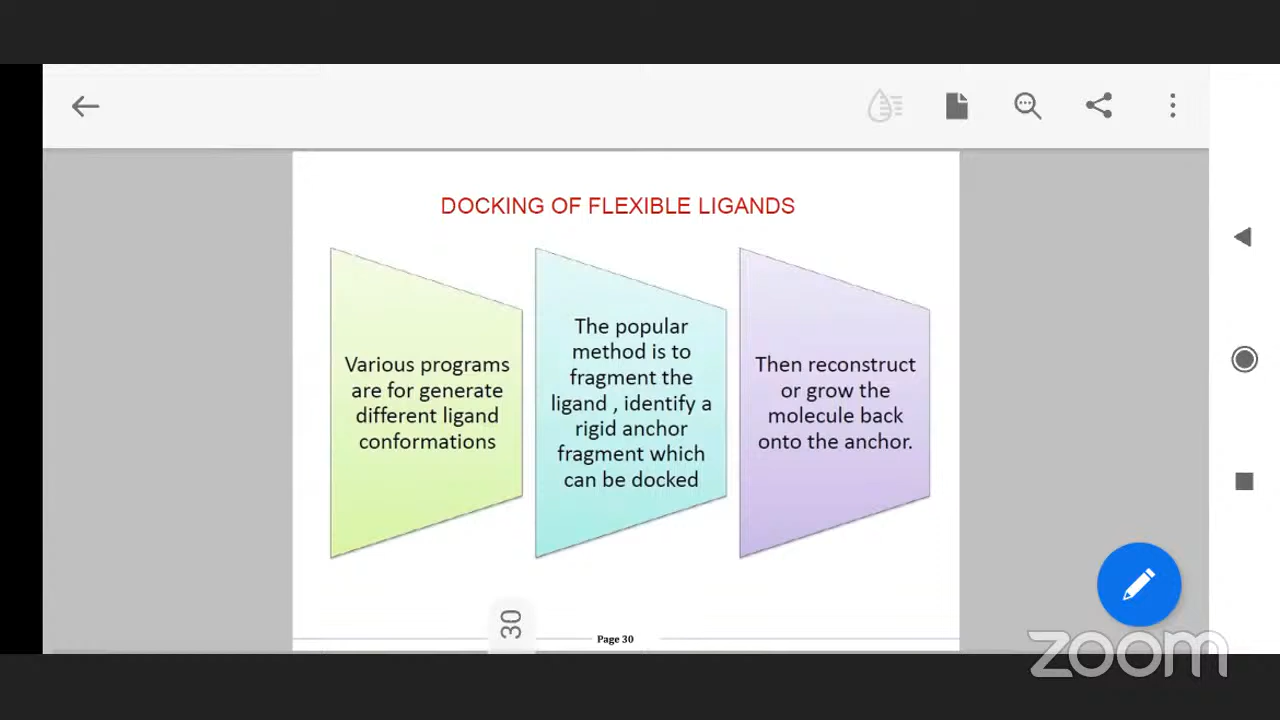 DOCKING OF FLEXIBLE LIGANDS
Various programs
are for generate
different ligand
conformations
The popular
method is to
fragment the
ligand , identify a
rigid anchor
fragment which
can be docked
Then reconstruct
or grow the
molecule back
onto the anchor.
30
Page 30
zoom